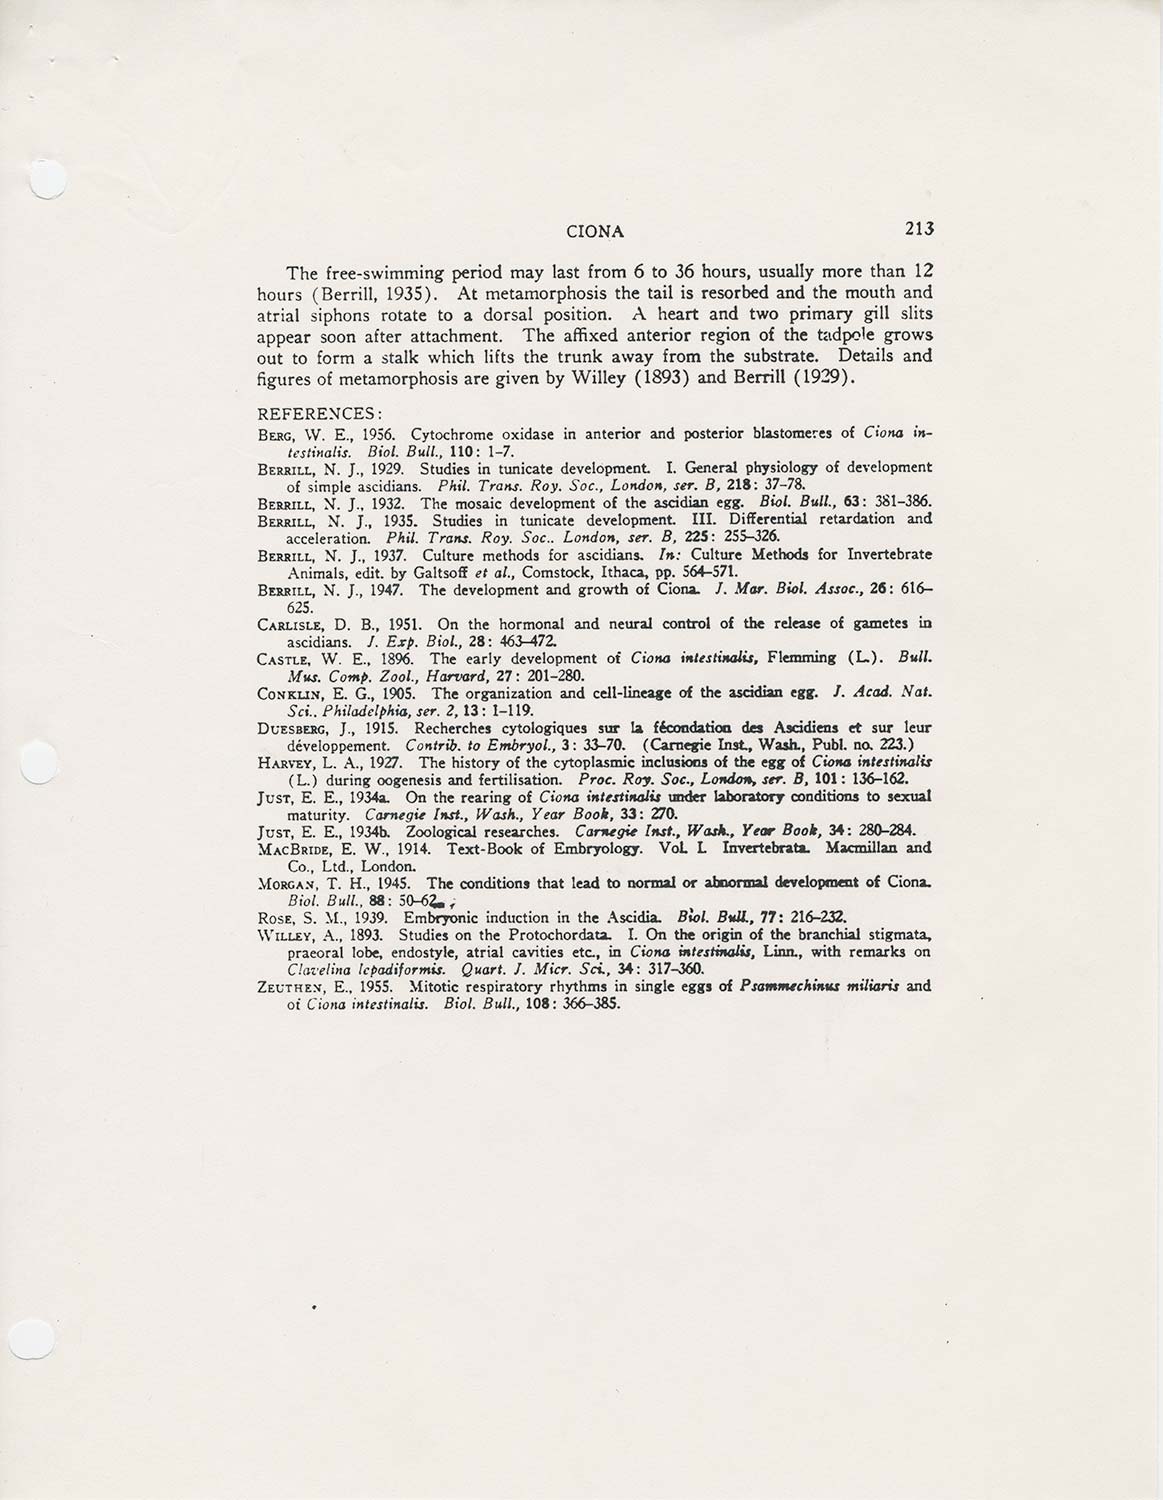 CIONA 213
The free-swimming period may last from 6 to 36 hours, usually more than 12
hours (Berrill, 1935). At metamorphosis the tail is resorbed and the mouth and
atrial siphons rotate to a dorsal position. A heart and two primary gill slits
appear soon after attachment. The affixed anterior region of the tadpole grows
out to form a stalk which lifts the trunk away from the substrate. Details and
figures of metamorphosis are given by Willey (1893) and Berrill (1929).
REFERENCES:
BERG, W. E., 1956. Cytochrome oxidase in anterior and posterior blastomeres of Ciona in-
testinalis. Biol. Bull., 110: 1–7.
BERRILL, N. J., 1929. Studies in tunicate development. I. General physiology of development
of simple ascidians. Phil. Trans. Roy. Soc., London, ser. B, 218: 37–78.
BERRILL, N. J., 1932. The mosaic development of the ascidian egg. Biol. Bull., 63: 381–386.
BERRILL, N. J., 1935. Studies in tunicate development. III. Differential retardation and
acceleration. Phil. Trans. Roy. Soc.. London, ser. B, 225: 255–326.
BERRILL, N. J., 1937. Culture methods for ascidians. In: Culture Methods for Invertebrate
Animals, edit. by Galtsoff et al., Comstock, Ithaca, pp. 564–571.
BERRILL, N. J., 1947. The development and growth of Ciona. J. Mar. Biol. Assoc., 26: 616–
625.
CARLISLE, D. B., 1951. On the hormonal and neural control of the release of gametes in
ascidians. J. Exp. Biol., 28: 463–472.
CASTLE, W. E., 1896. The early development of Ciona intestinalis, Flemming (L.). Bull.
Mus. Comp. Zool., Harvard, 27: 201–280.
CONKLIN, E. G., 1905. The organization and cell-lineage of the ascidian egg. J. Acad. Nat.
Sci.. Philadelphia, ser. 2, 13: 1–119.
DUESBERG, J., 1915. Recherches cytologiques sur la fécondation des Ascidiens et sur leur
développement. Contrib. to Embryol., 3: 33–70. (Carnegie Inst., Wash., Publ. no. 223.)
HARVEY, L. A., 1927. The history of the cytoplasmic inclusions of the egg of Ciona intestinalis
(L.) during oogenesis and fertilisation. Proc. Roy. Soc., London, ser. B, 101: 136–162.
JUST, E. E., 1934a. On the rearing of Ciona intestinalis under laboratory conditions to sexual
maturity. Carnegie Inst., Wash., Year Book, 33: 270.
JUST, E. E., 1934b. Zoological researches. Carnegie Inst., Wash., Year Book, 34: 280–284.
MACBRIDE, E. W., 1914. Text-Book of Embryology. Vol. I. Invertebrata. Macmillan and
Co., Ltd., London.
MORGAN, T. H., 1945. The conditions that lead to normal or abnormal development of Ciona.
Biol. Bull., 88: 50–62.
ROSE, S. M., 1939. Embryonic induction in the Ascidia. Biol. Bull., 77: 216–232.
WILLEY, A., 1893. Studies on the Protochordata. I. On the origin of the branchial stigmata,
praeoral lobe, endostyle, atrial cavities etc., in Ciona intestinalis, Linn., with remarks on
Clavelina lepadiformis. Quart. J. Micr. Sci., 34: 317–360.
ZEUTHEN, E., 1955. Mitotic respiratory rhythms in single eggs of Psammechinus miliaris and
of Ciona intestinalis. Biol. Bull., 108: 366–385.